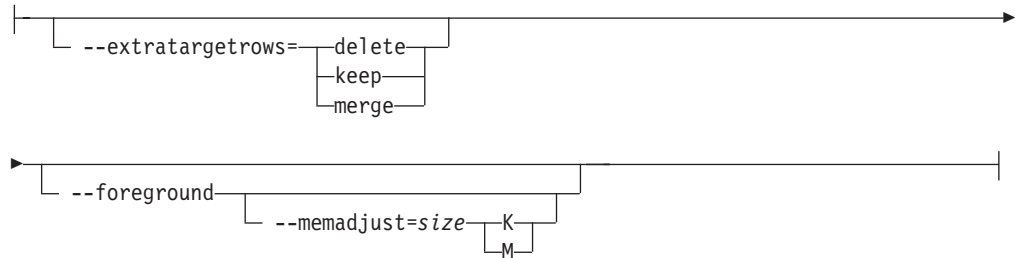 --extratargetrows= delete
keep
merge
--foreground
--memadjust=size K
M